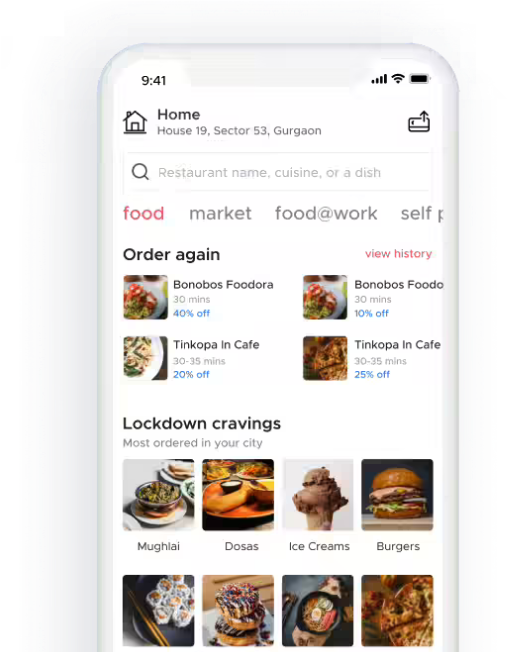 9:41
Home
House 19, Sector 53, Gurgaon
Restaurant name, cuisine, or a dish
food market food@work self
Order again view history
Bonobos Foodora
30 mins
40% off
Bonobos Foodo
30 mins
10% off
Tinkopa In Cafe
30-35 mins
20% off
Tinkopa In Cafe
30-35 mins
25% off
Lockdown cravings
Most ordered in your city
Mughlai Dosas Ice Creams Burgers